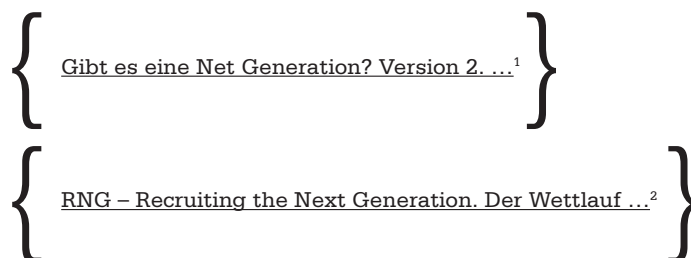 { Gibt es eine Net Generation? Version 2. …¹ }
{ RNG – Recruiting the Next Generation. Der Wettlauf …² }